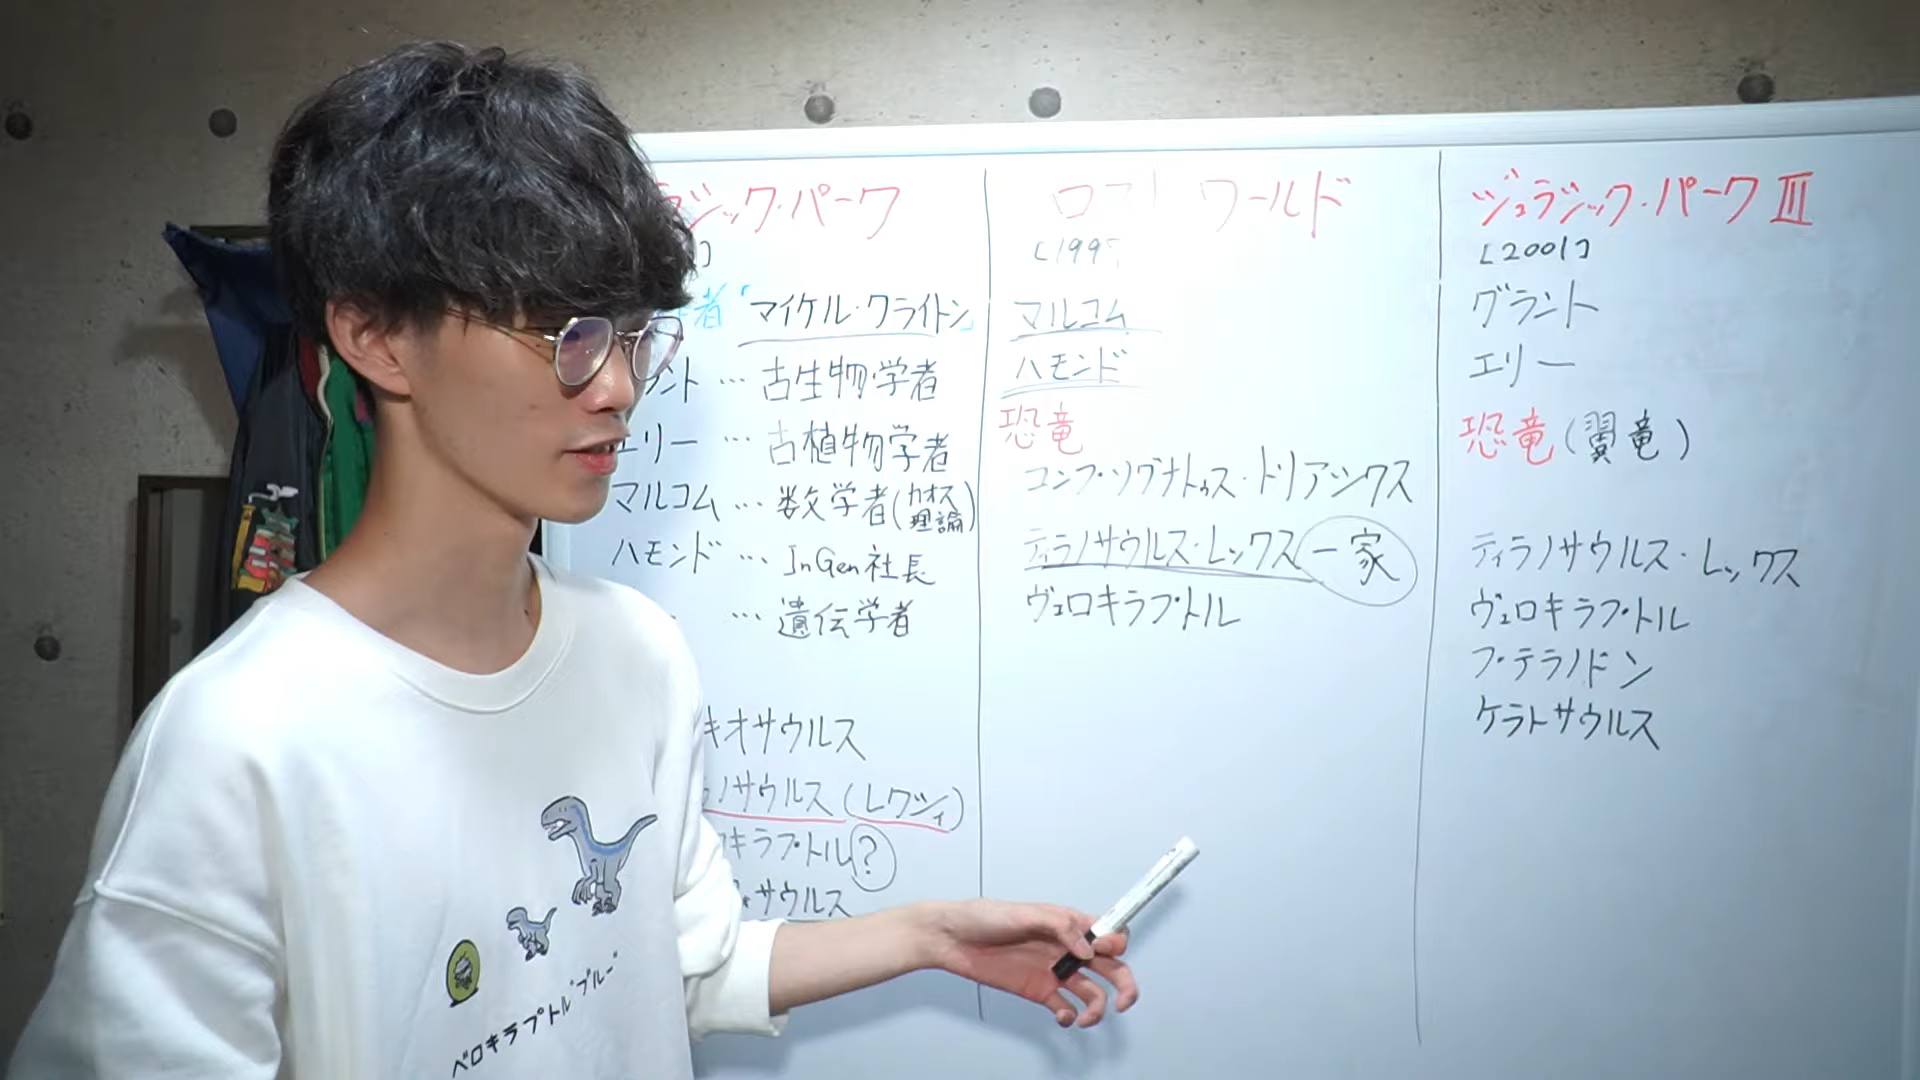 ラシック・パーク
]
者「マイケル・クライトン」
ント … 古生物学者
エリー … 古植物学者
マルコム … 数学者(カオス理論)
ハモンド … InGen社長
… 遺伝学者
キオサウルス
ラノサウルス(レクシィ)
キラプトル?
サウルス
ロスト ワールド
[1997
マルコム
ハモンド
恐竜
コンプソグナトゥス・トリアシクス
ティラノサウルス・レックス一家
ヴェロキラプトル
ジュラシック・パークⅢ
[2001]
グラント
エリー
恐竜(翼竜)
ティラノサウルス・レックス
ヴェロキラプトル
プテラノドン
ケラトサウルス
ベロキラプトル"ブルー"